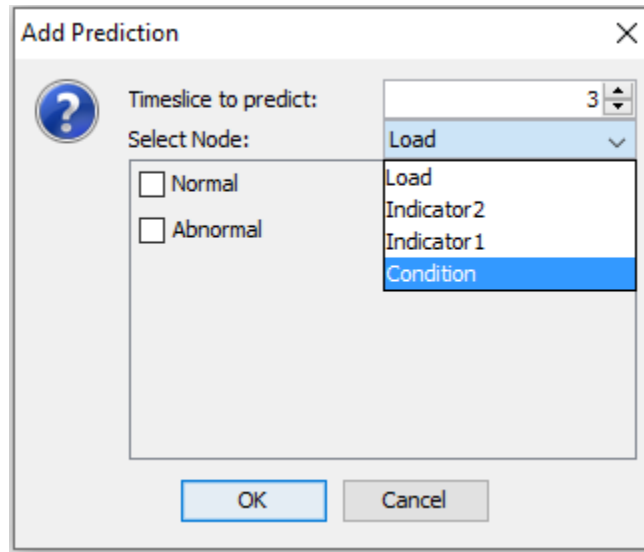 Add Prediction
Timeslice to predict: 3
Select Node: Load
Normal
Abnormal
Load
Indicator2
Indicator1
Condition
OK Cancel